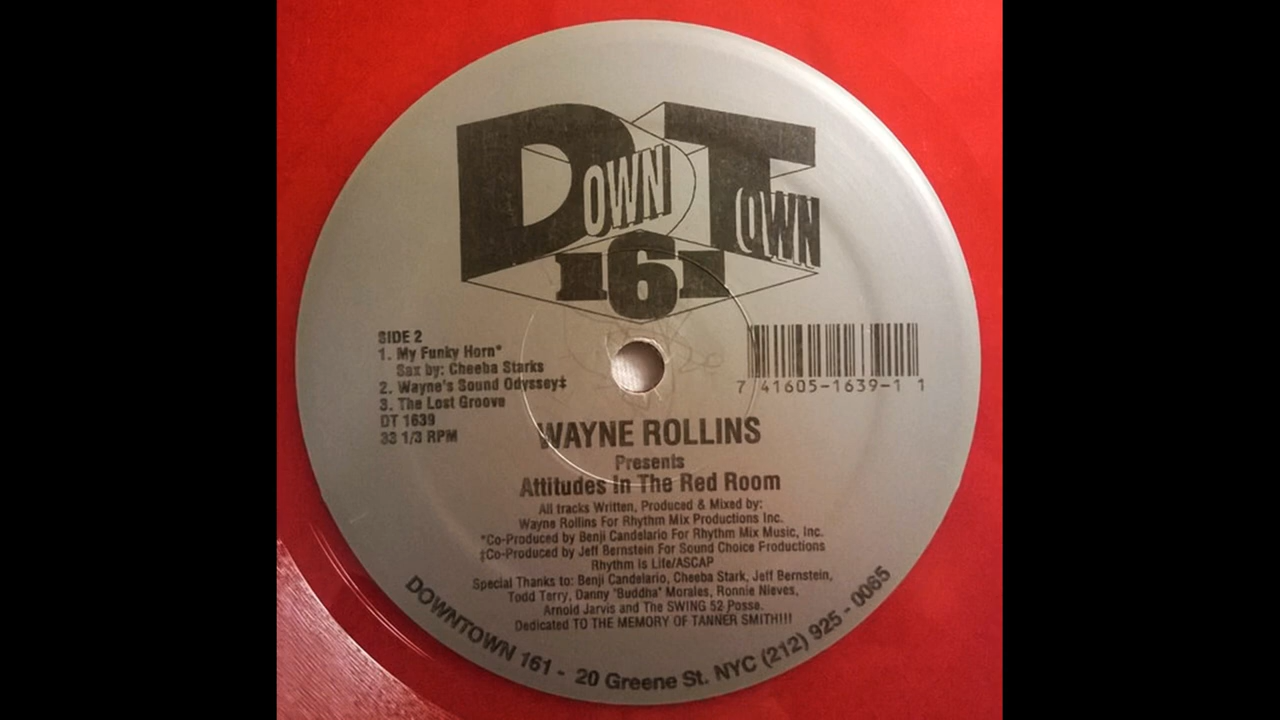 DOWN TOWN
161
SIDE 2
1. My Funky Horn*
Sax by: Cheeba Starks
2. Wayne's Sound Odyssey‡
3. The Lost Groove
DT 1639
33 1/3 RPM
7 41605-1639-1 1
WAYNE ROLLINS
Presents
Attitudes In The Red Room
All tracks Written, Produced & Mixed by:
Wayne Rollins For Rhythm Mix Productions Inc.
*Co-Produced by Benji Candelario For Rhythm Mix Music, Inc.
‡Co-Produced by Jeff Bernstein For Sound Choice Productions
Rhythm Is Life/ASCAP
Special Thanks to: Benji Candelario, Cheeba Stark, Jeff Bernstein,
Todd Terry, Danny "Buddha" Morales, Ronnie Nieves,
Arnold Jarvis and The SWING 52 Posse.
Dedicated TO THE MEMORY OF TANNER SMITH!!!
DOWNTOWN 161 - 20 Greene St. NYC (212) 925 - 0065